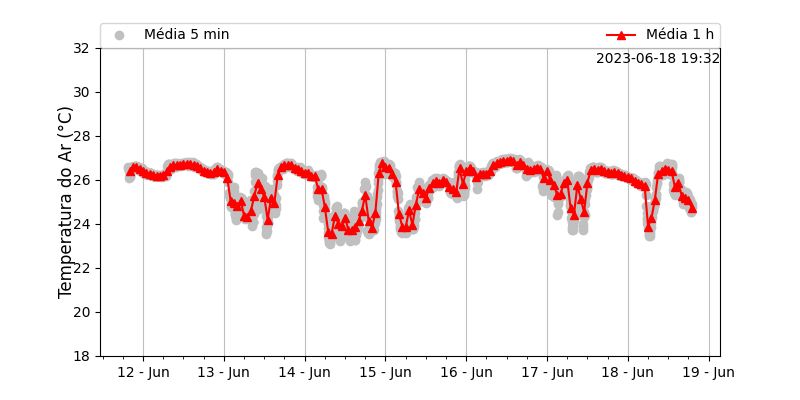 Média 5 min
Média 1 h
2023-06-18 19:32
Temperatura do Ar (°C)
32
30
28
26
24
22
20
18
12 - Jun
13 - Jun
14 - Jun
15 - Jun
16 - Jun
17 - Jun
18 - Jun
19 - Jun